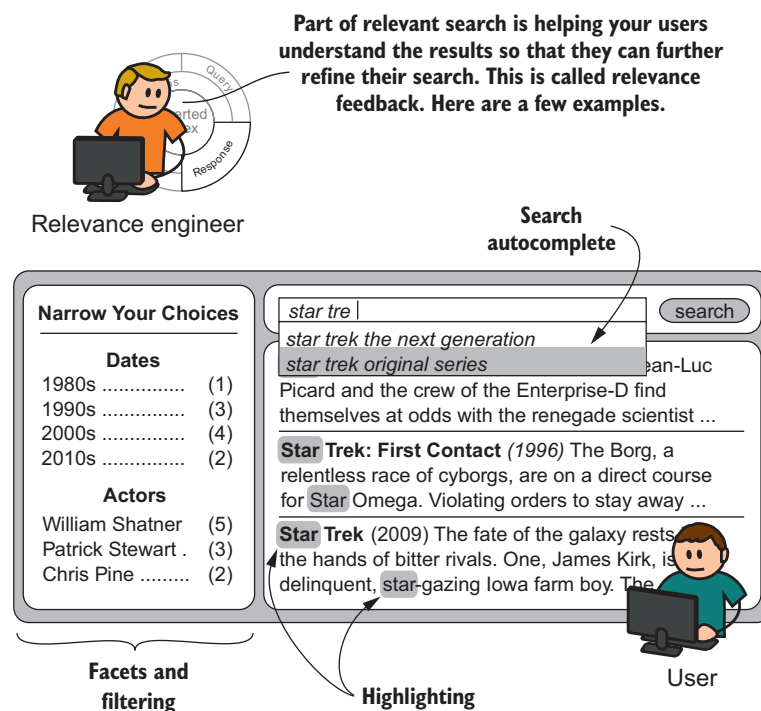 Part of relevant search is helping your users
understand the results so that they can further
refine their search. This is called relevance
feedback. Here are a few examples.
Query
Response
Relevance engineer
Search
autocomplete
Narrow Your Choices
Dates
1980s ............... (1)
1990s ............... (3)
2000s ............... (4)
2010s ............... (2)
Actors
William Shatner (5)
Patrick Stewart . (3)
Chris Pine ......... (2)
star tre
search
star trek the next generation
star trek original series
ean-Luc
Picard and the crew of the Enterprise-D find
themselves at odds with the renegade scientist ...
Star Trek: First Contact (1996) The Borg, a
relentless race of cyborgs, are on a direct course
for Star Omega. Violating orders to stay away ...
Star Trek (2009) The fate of the galaxy rests
the hands of bitter rivals. One, James Kirk, is
delinquent, star-gazing Iowa farm boy. The
User
Facets and
filtering
Highlighting